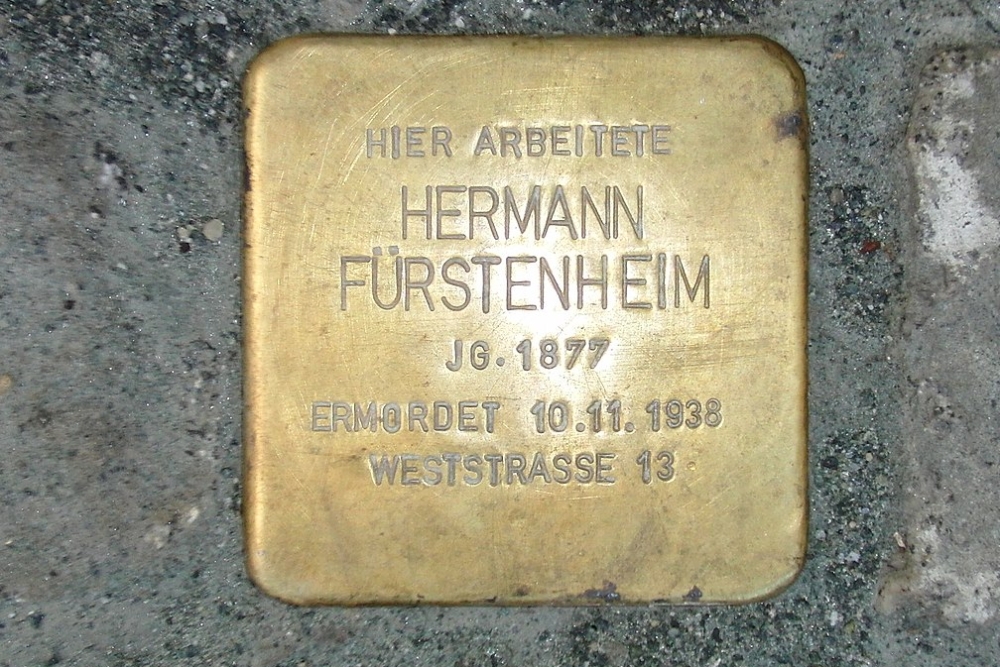 HIER ARBEITETE
HERMANN
FÜRSTENHEIM
JG. 1877
ERMORDET 10.11.1938
WESTSTRASSE 13